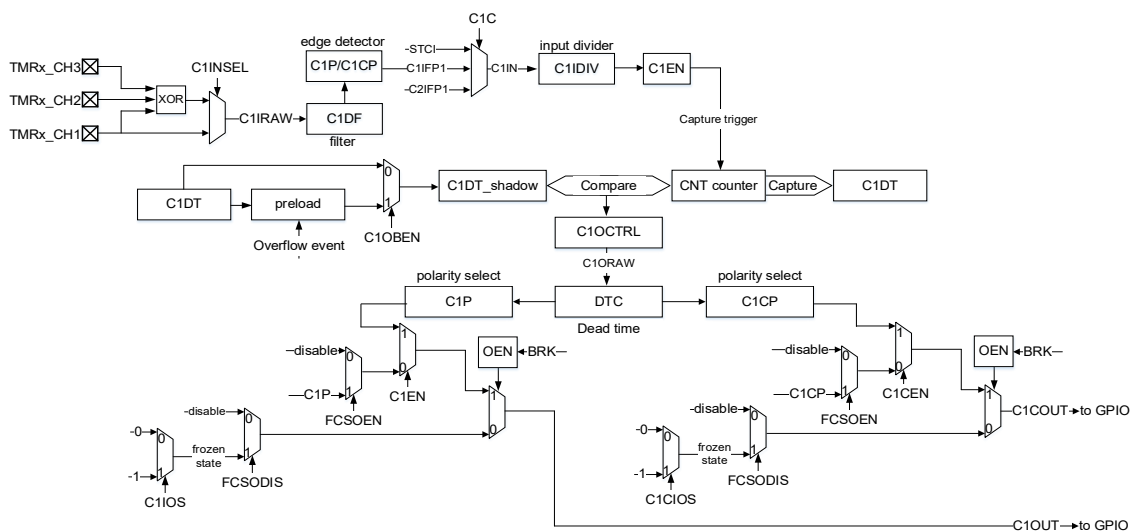 C1C
edge detector
input divider
STCI
TMRx_CH3
C1INSEL
C1P/C1CP
C1IFP1
C1IN
C1IDIV
C1EN
C2IFP1
TMRx_CH2
XOR
C1IRAW
C1DF
TMRx_CH1
filter
Capture trigger
0
C1DT
preload
1
C1DT_shadow
Compare
CNT counter
Capture
C1DT
C1OBEN
Overflow event
C1OCTRL
C1ORAW
polarity select
polarity select
C1P
DTC
C1CP
Dead time
disable
0
1
0
C1P
1
C1EN
FCSOEN
OEN
BRK
1
0
disable
0
1
0
C1CP
1
C1CEN
FCSOEN
OEN
BRK
1
0
C1COUT
to GPIO
-0
0
-1
1
C1IOS
frozen
state
disable
0
1
FCSODIS
-0
0
-1
1
C1CIOS
frozen
state
-disable
0
1
FCSODIS
C1OUT
to GPIO